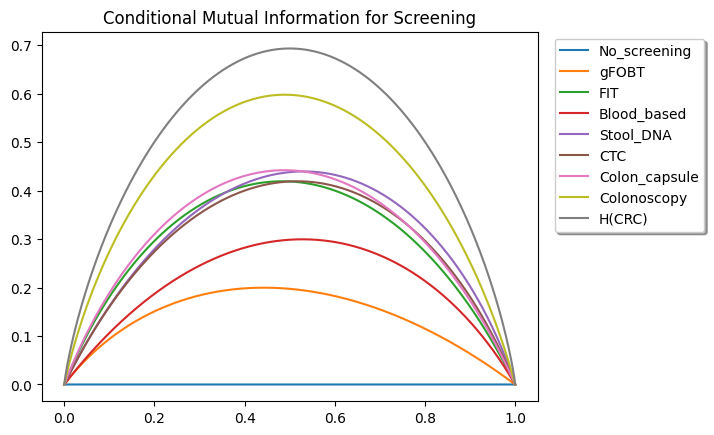 Conditional Mutual Information for Screening
0.7
0.6
0.5
0.4
0.3
0.2
0.1
0.0
0.0 0.2 0.4 0.6 0.8 1.0
No_screening
gFOBT
FIT
Blood_based
Stool_DNA
CTC
Colon_capsule
Colonoscopy
H(CRC)